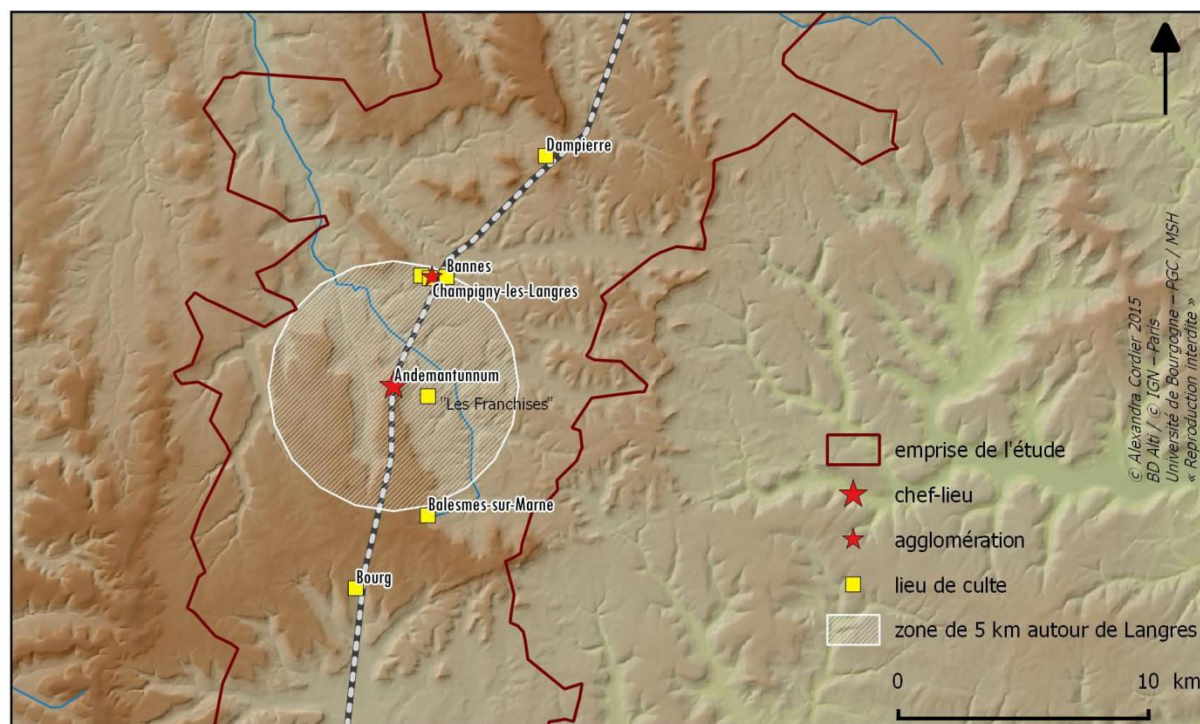 Dampierre
Bannes
Champigny-les-Langres
Andemantunnum
"Les Franchises"
Balesmes-sur-Marne
Bourg
emprise de l'étude
chef-lieu
agglomération
lieu de culte
zone de 5 km autour de Langres
0 10 km
© Alexandra Cordier 2015
BD Alti / © IGN – Paris
Université de Bourgogne – PGC / MSH
« Reproduction interdite »